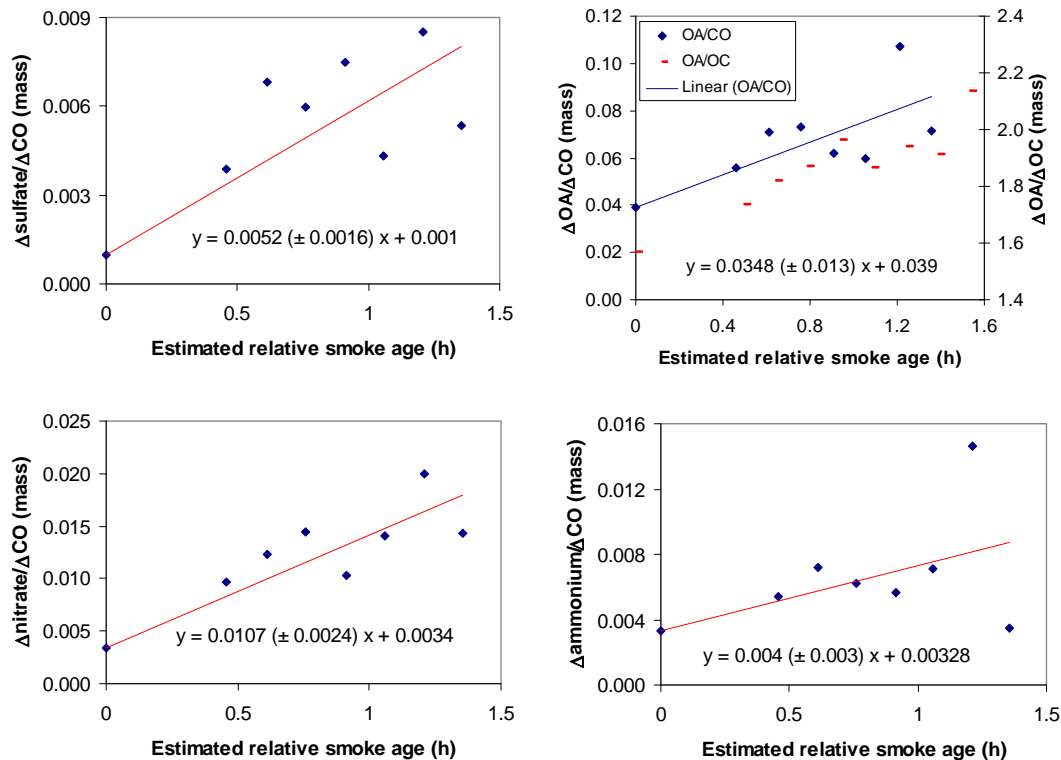 0.009
0.006
0.003
0.000
Δsulfate/ΔCO (mass)
y = 0.0052 (± 0.0016) x + 0.001
0 0.5 1 1.5
Estimated relative smoke age (h)
0.12
0.10
0.08
0.06
0.04
0.02
0.00
ΔOA/ΔCO (mass)
OA/CO
OA/OC
Linear (OA/CO)
2.4
2.2
2.0
1.8
1.6
1.4
ΔOA/ΔOC (mass)
y = 0.0348 (± 0.013) x + 0.039
0 0.4 0.8 1.2 1.6
Estimated relative smoke age (h)
0.025
0.020
0.015
0.010
0.005
0.000
Δnitrate/ΔCO (mass)
y = 0.0107 (± 0.0024) x + 0.0034
0 0.5 1 1.5
Estimated relative smoke age (h)
0.016
0.012
0.008
0.004
0.000
Δammonium/ΔCO (mass)
y = 0.004 (± 0.003) x + 0.00328
0 0.5 1 1.5
Estimated relative smoke age (h)